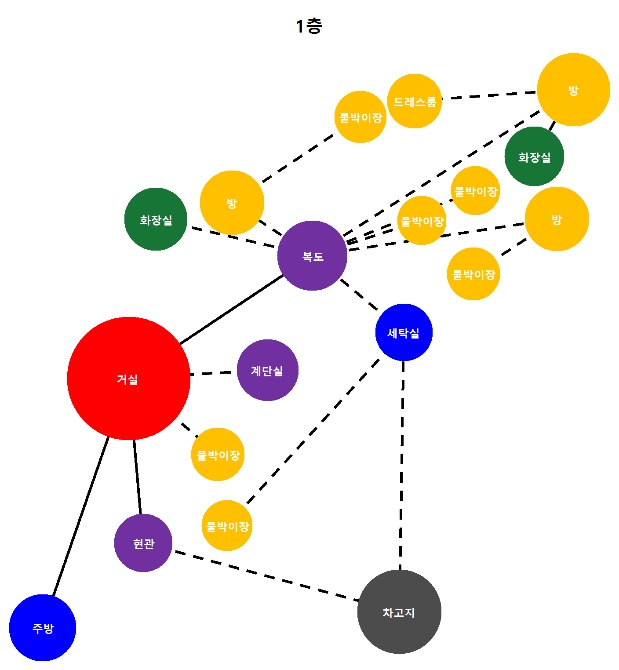 1층
방
드레스룸
붙박이장
화장실
붙박이장
방
화장실
붙박이장
방
복도
붙박이장
세탁실
계단실
거실
붙박이장
붙박이장
현관
차고지
주방